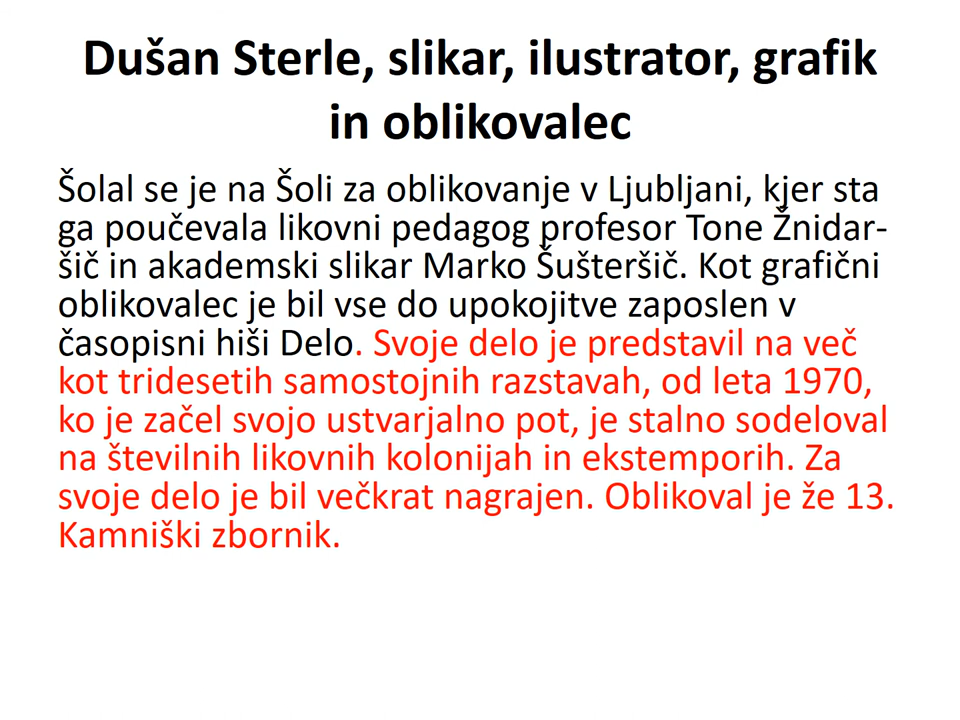 Dušan Sterle, slikar, ilustrator, grafik
in oblikovalec
Šolal se je na Šoli za oblikovanje v Ljubljani, kjer sta
ga poučevala likovni pedagog profesor Tone Žnidar-
šič in akademski slikar Marko Šušteršič. Kot grafični
oblikovalec je bil vse do upokojitve zaposlen v
časopisni hiši Delo. Svoje delo je predstavil na več
kot tridesetih samostojnih razstavah, od leta 1970,
ko je začel svojo ustvarjalno pot, je stalno sodeloval
na številnih likovnih kolonijah in ekstemporih. Za
svoje delo je bil večkrat nagrajen. Oblikoval je že 13.
Kamniški zbornik.